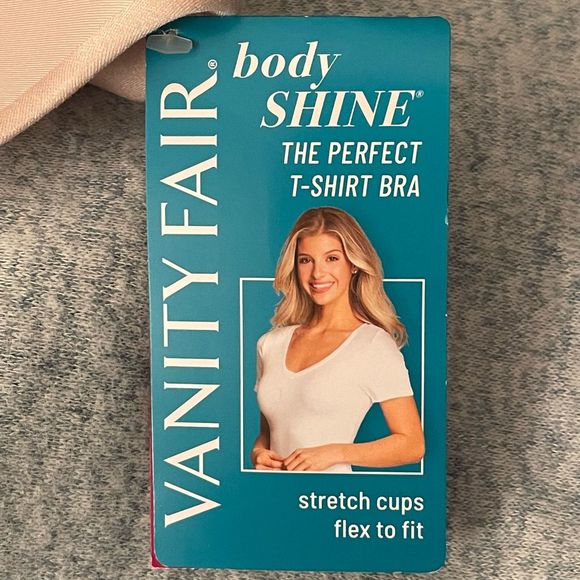 VANITY FAIR®
body
SHINE®
THE PERFECT
T-SHIRT BRA
stretch cups
flex to fit